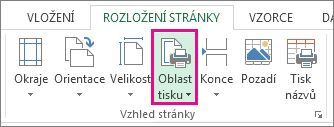 VLOŽENÍ ROZLOŽENÍ STRÁNKY VZORCE
Okraje Orientace Velikost Oblast tisku Konce Pozadí Tisk názvů
Vzhled stránky